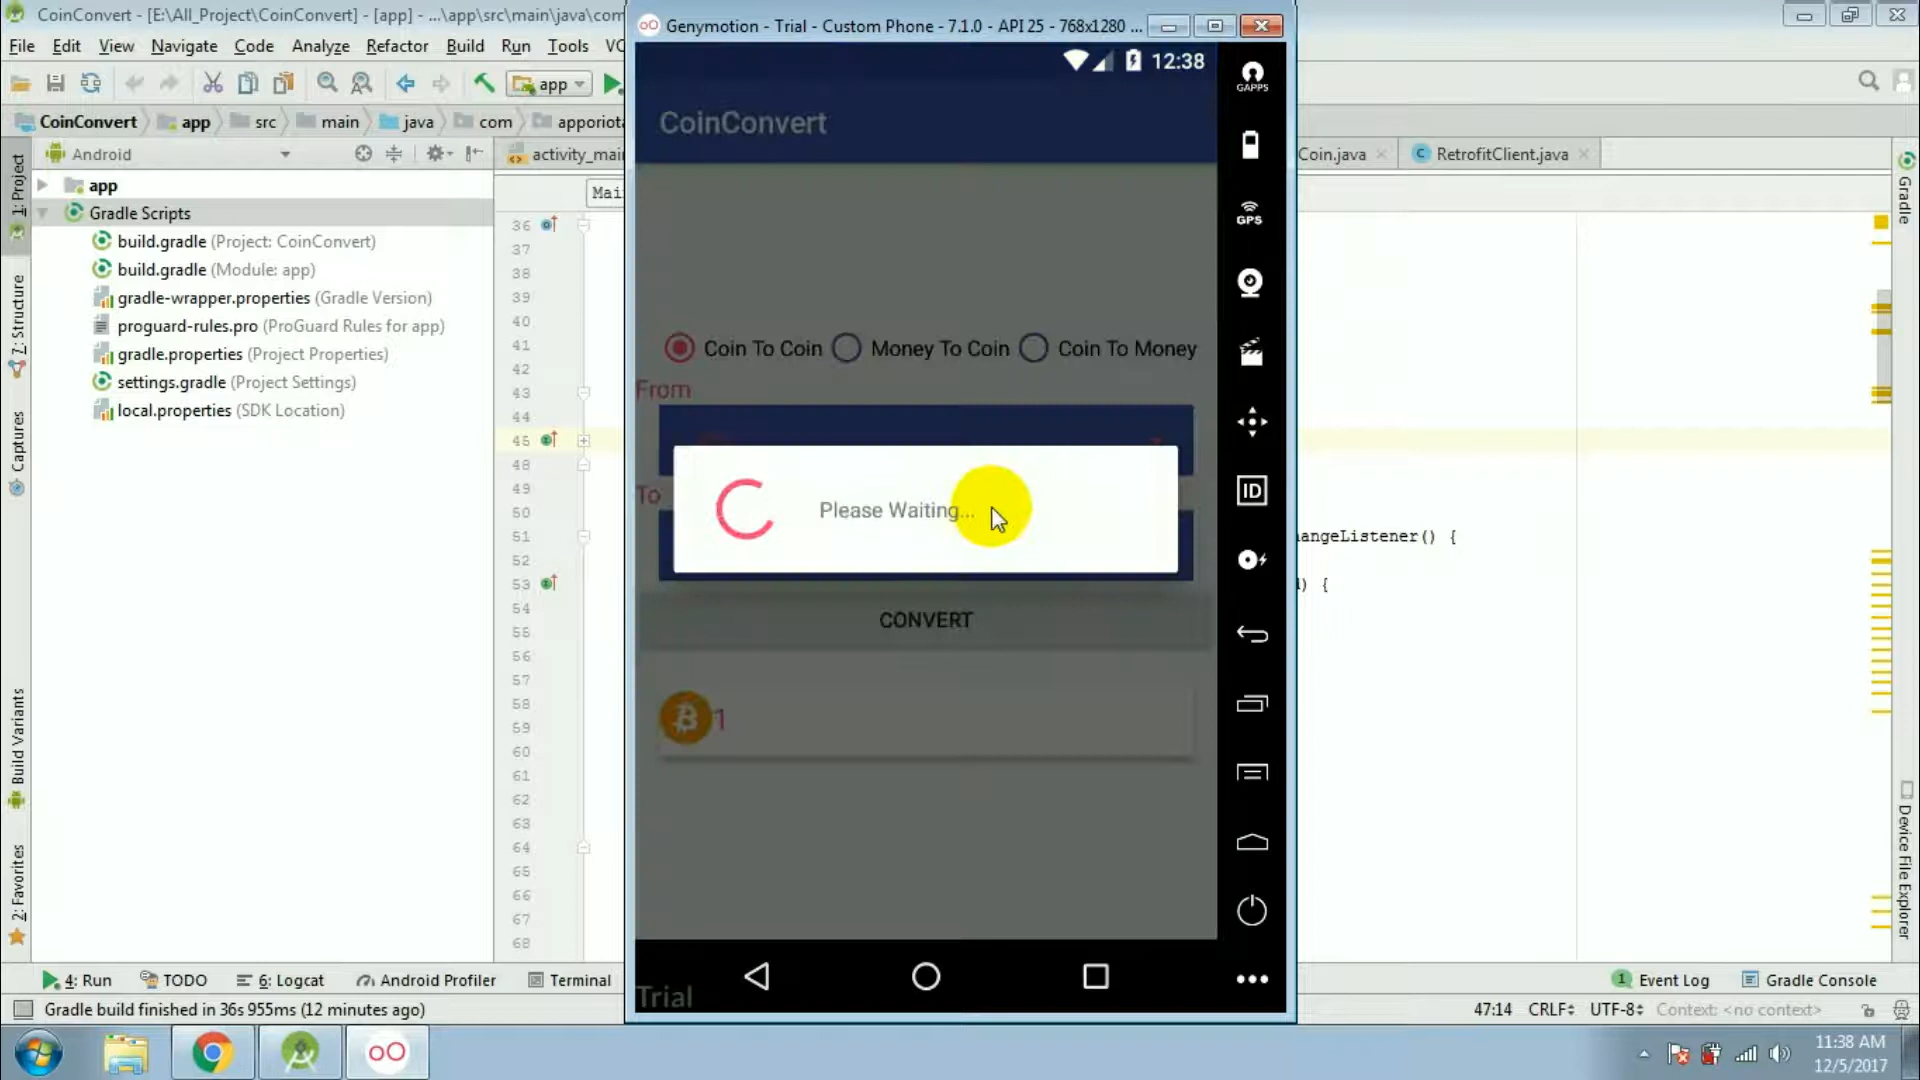 CoinConvert - [E:\All_Project\CoinConvert] - [app] - ...\app\src\main\java\com
Genymotion - Trial - Custom Phone - 7.1.0 - API 25 - 768x1280 ...
File Edit View Navigate Code Analyze Refactor Build Run Tools VC
app
CoinConvert app src main java com apporiota
Android
activity_mai
Coin.java
RetrofitClient.java
Mai
app
Gradle Scripts
build.gradle (Project: CoinConvert)
build.gradle (Module: app)
gradle-wrapper.properties (Gradle Version)
proguard-rules.pro (ProGuard Rules for app)
gradle.properties (Project Properties)
settings.gradle (Project Settings)
local.properties (SDK Location)
1: Project
7: Structure
Captures
Build Variants
2: Favorites
36
37
38
39
40
41
42
43
44
45
48
49
50
51
52
53
54
55
56
57
58
59
60
61
62
63
64
65
66
67
68
12:38
CoinConvert
Coin To Coin Money To Coin Coin To Money
From
To
Please Waiting...
CONVERT
1
Trial
GAPPS
GPS
ID
angeListener() {
) {
Gradle
Device File Explorer
4: Run TODO 6: Logcat Android Profiler Terminal
1 Event Log Gradle Console
Gradle build finished in 36s 955ms (12 minutes ago)
47:14 CRLF UTF-8 Context: <no context>
11:38 AM
12/5/2017